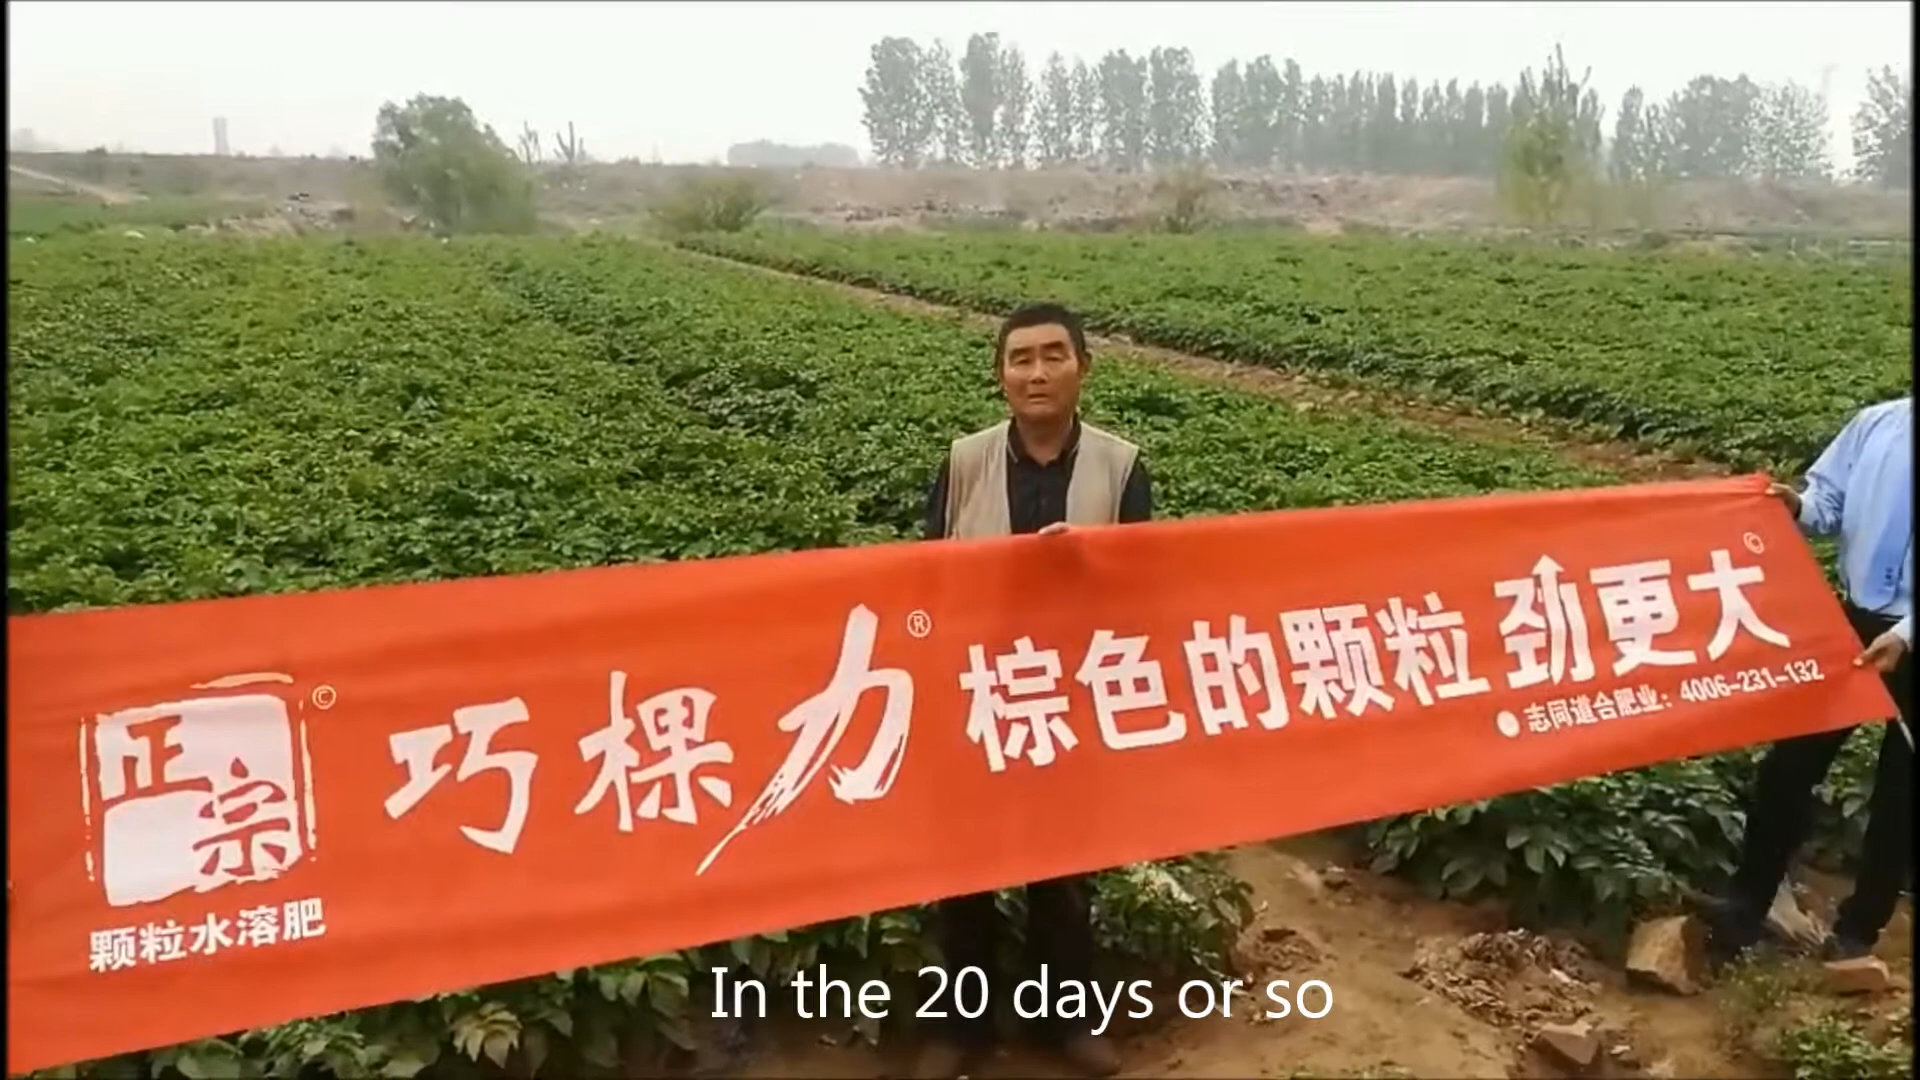 正宗©
颗粒水溶肥
巧棵力® 棕色的颗粒 劲更大©
●志同道合肥业：4006-231-132
In the 20 days or so